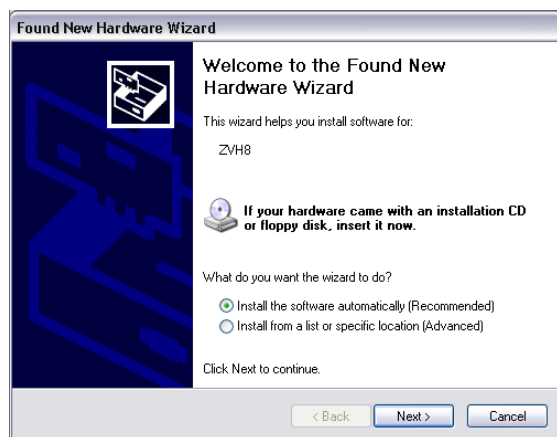 Found New Hardware Wizard
Welcome to the Found New
Hardware Wizard
This wizard helps you install software for:
ZVH8
If your hardware came with an installation CD
or floppy disk, insert it now.
What do you want the wizard to do?
Install the software automatically (Recommended)
Install from a list or specific location (Advanced)
Click Next to continue.
< Back
Next >
Cancel